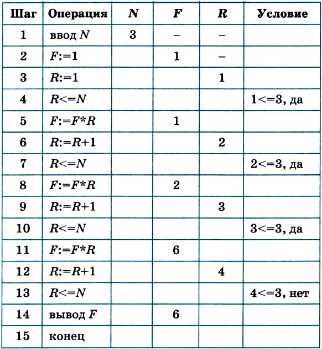 Шаг Операция N F R Условие
1 ввод N 3 – –
2 F:=1 1 –
3 R:=1 1
4 R<=N 1<=3, да
5 F:=F*R 1
6 R:=R+1 2
7 R<=N 2<=3, да
8 F:=F*R 2
9 R:=R+1 3
10 R<=N 3<=3, да
11 F:=F*R 6
12 R:=R+1 4
13 R<=N 4<=3, нет
14 вывод F 6
15 конец